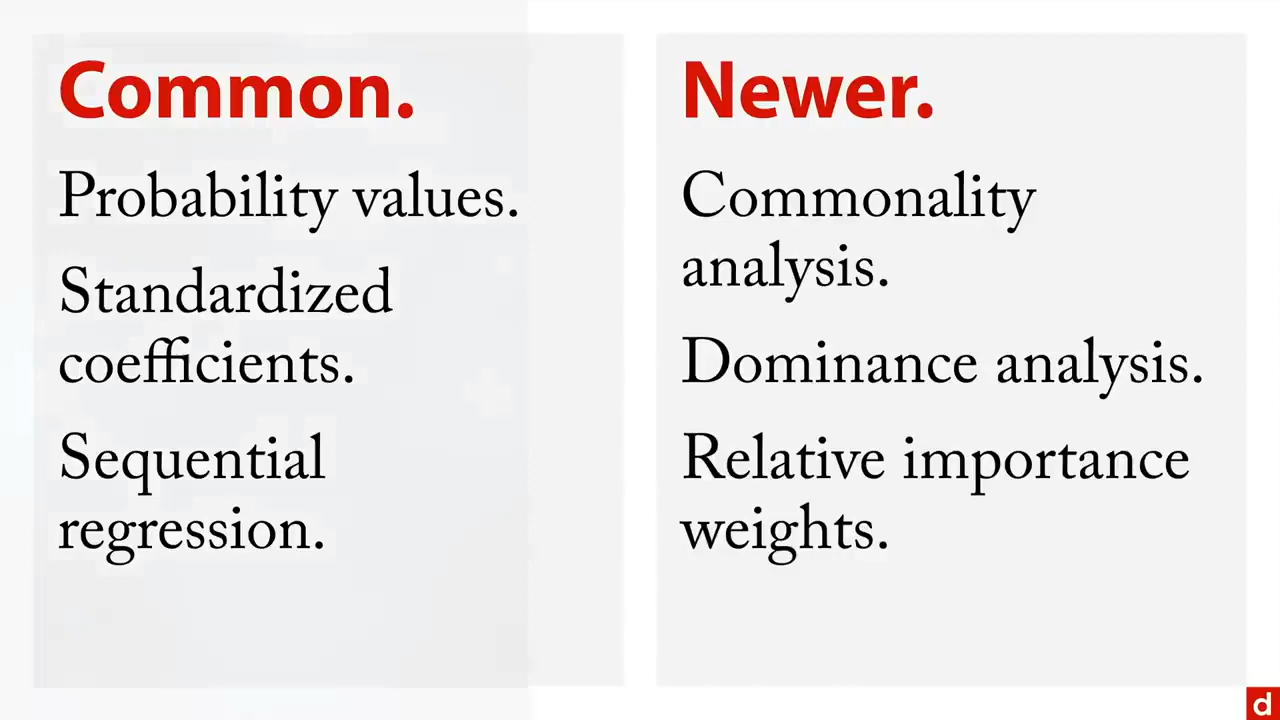 Common.
Probability values.
Standardized
coefficients.
Sequential
regression.
Newer.
Commonality
analysis.
Dominance analysis.
Relative importance
weights.
d